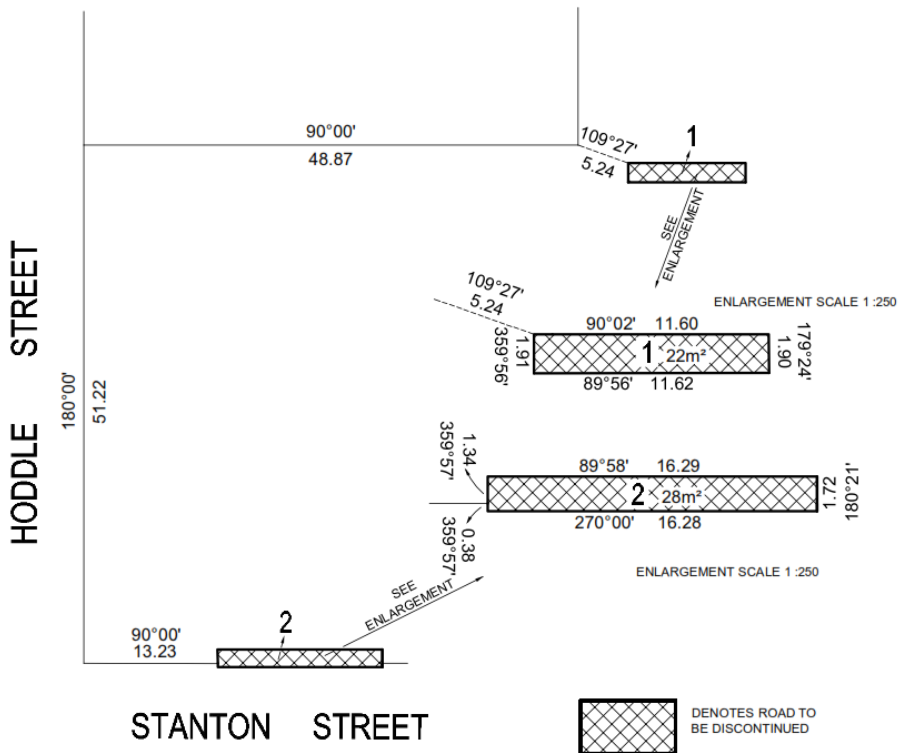 90°00'
48.87
109°27'
5.24
1
SEE
ENLARGEMENT
HODDLE STREET
180°00'
51.22
109°27'
5.24
ENLARGEMENT SCALE 1 :250
90°02' 11.60
359°56'
1.91
1 22m²
1.90
179°24'
89°56' 11.62
1.34
359°57'
89°58' 16.29
2 28m²
1.72
180°21'
270°00' 16.28
0.38
359°57'
ENLARGEMENT SCALE 1 :250
SEE
ENLARGEMENT
2
90°00'
13.23
STANTON STREET
DENOTES ROAD TO
BE DISCONTINUED